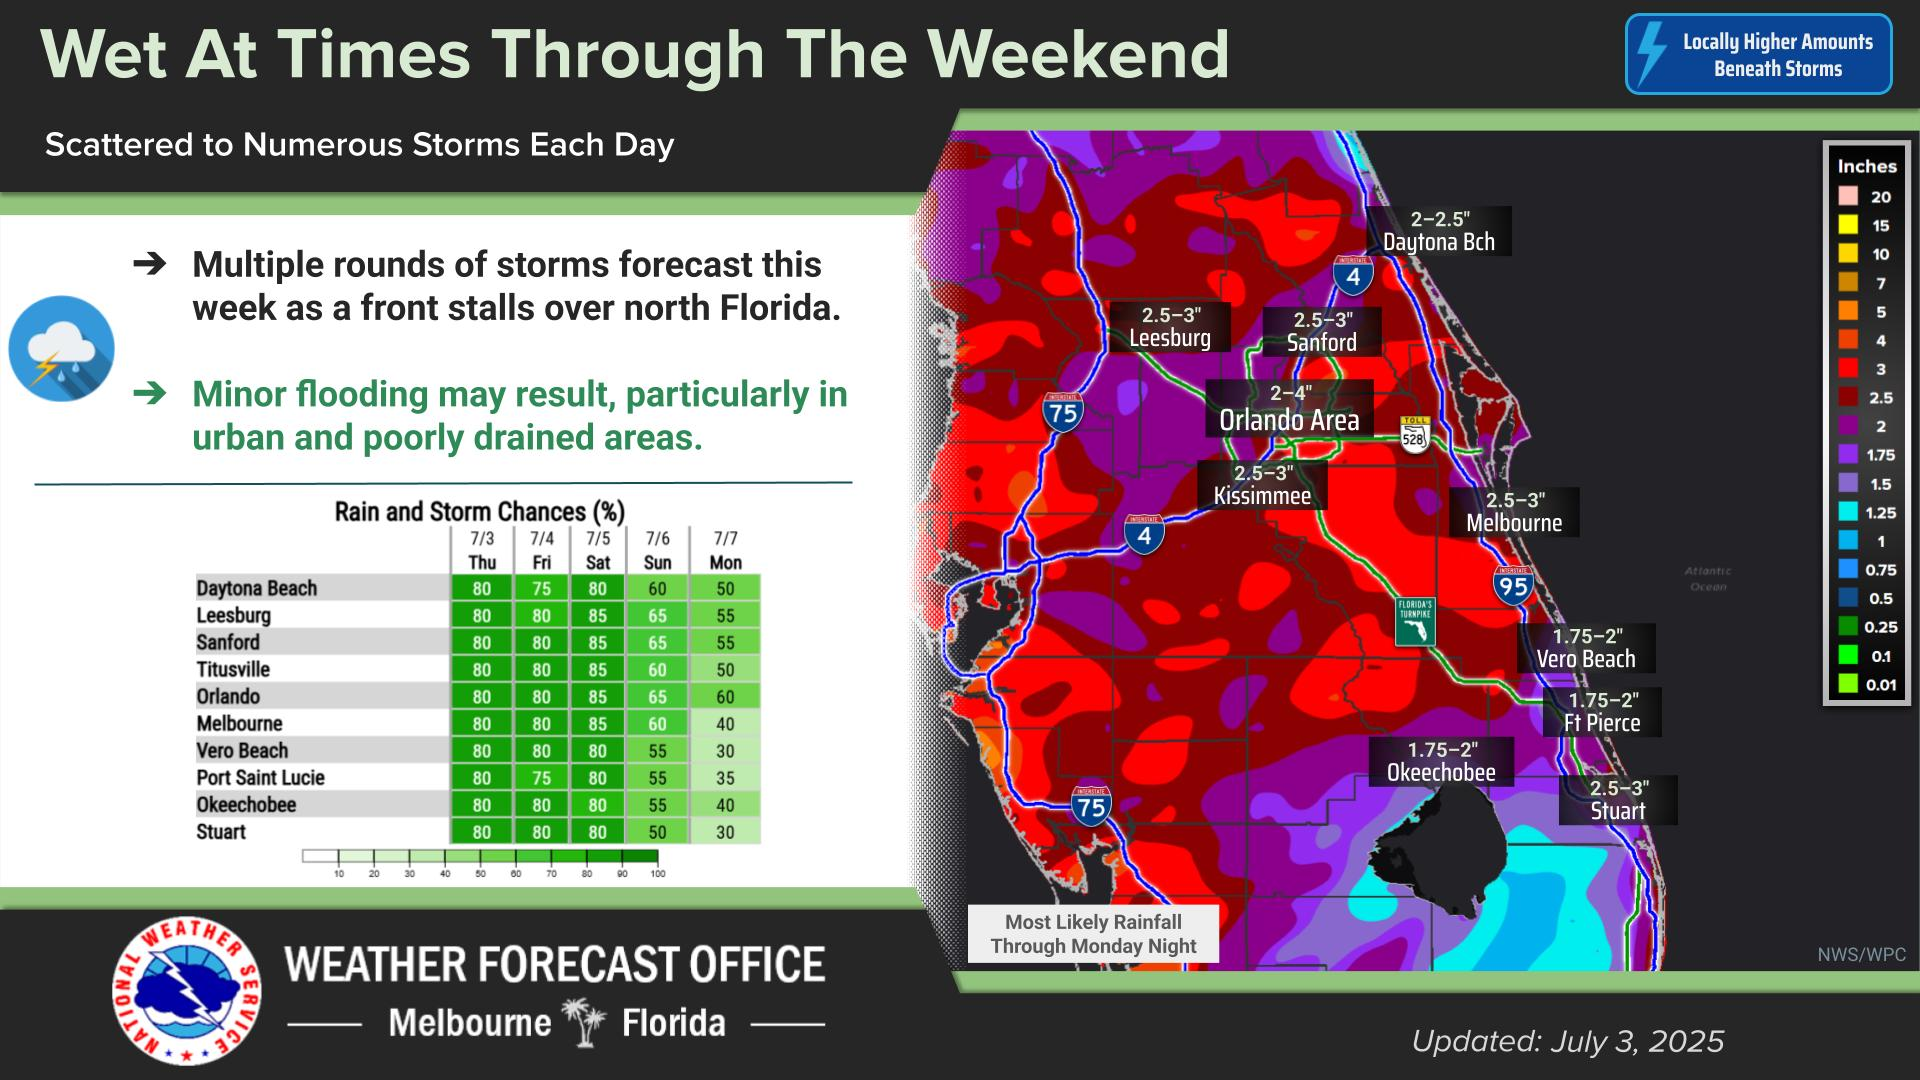 Wet At Times Through The Weekend
Locally Higher Amounts
Beneath Storms
Scattered to Numerous Storms Each Day
➔ Multiple rounds of storms forecast this
week as a front stalls over north Florida.
➔ Minor flooding may result, particularly in
urban and poorly drained areas.
Rain and Storm Chances (%)
7/3 7/4 7/5 7/6 7/7
Thu Fri Sat Sun Mon
Daytona Beach 80 75 80 60 50
Leesburg 80 80 85 65 55
Sanford 80 80 85 65 55
Titusville 80 80 85 60 50
Orlando 80 80 85 65 60
Melbourne 80 80 85 60 40
Vero Beach 80 80 80 55 30
Port Saint Lucie 80 75 80 55 35
Okeechobee 80 80 80 55 40
Stuart 80 80 80 50 30
10 20 30 40 50 60 70 80 90 100
2–2.5"
Daytona Bch
INTERSTATE
4
2.5–3"
Leesburg
2.5–3"
Sanford
2–4"
Orlando Area
INTERSTATE
75
TOLL
528
2.5–3"
Kissimmee
2.5–3"
Melbourne
INTERSTATE
4
INTERSTATE
95
FLORIDA'S
TURNPIKE
1.75–2"
Vero Beach
1.75–2"
Ft Pierce
1.75–2"
Okeechobee
2.5–3"
Stuart
INTERSTATE
75
Atlantic
Ocean
Inches
20
15
10
7
5
4
3
2.5
2
1.75
1.5
1.25
1
0.75
0.5
0.25
0.1
0.01
Most Likely Rainfall
Through Monday Night
NWS/WPC
NATIONAL WEATHER SERVICE
WEATHER FORECAST OFFICE
Melbourne Florida
Updated: July 3, 2025